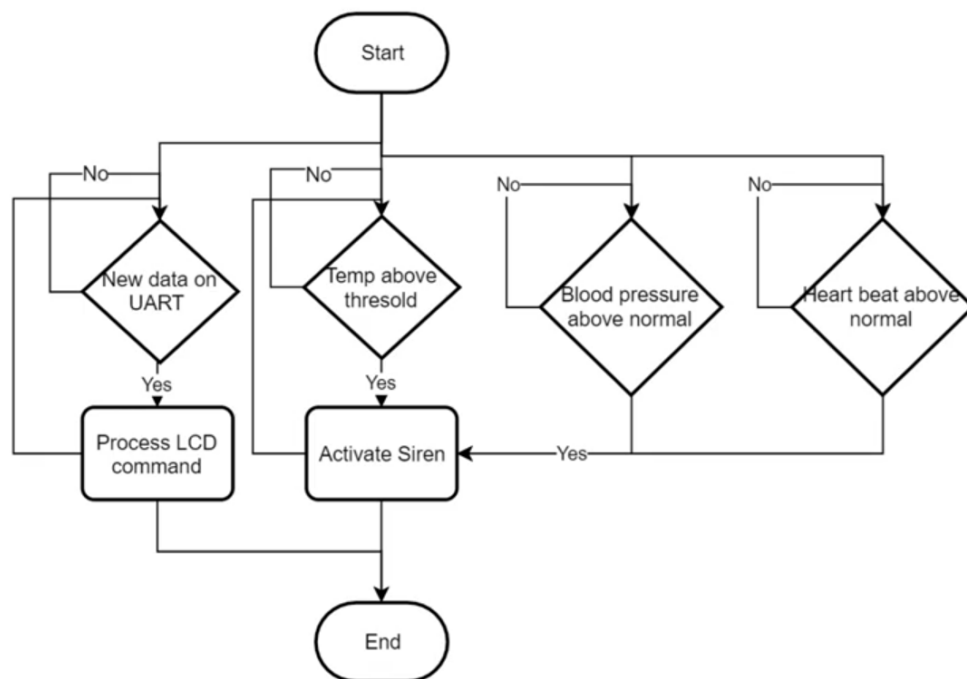 Start
No
No
No
No
New data on
UART
Temp above
thresold
Blood pressure
above normal
Heart beat above
normal
Yes
Yes
Process LCD
command
Activate Siren
Yes
End